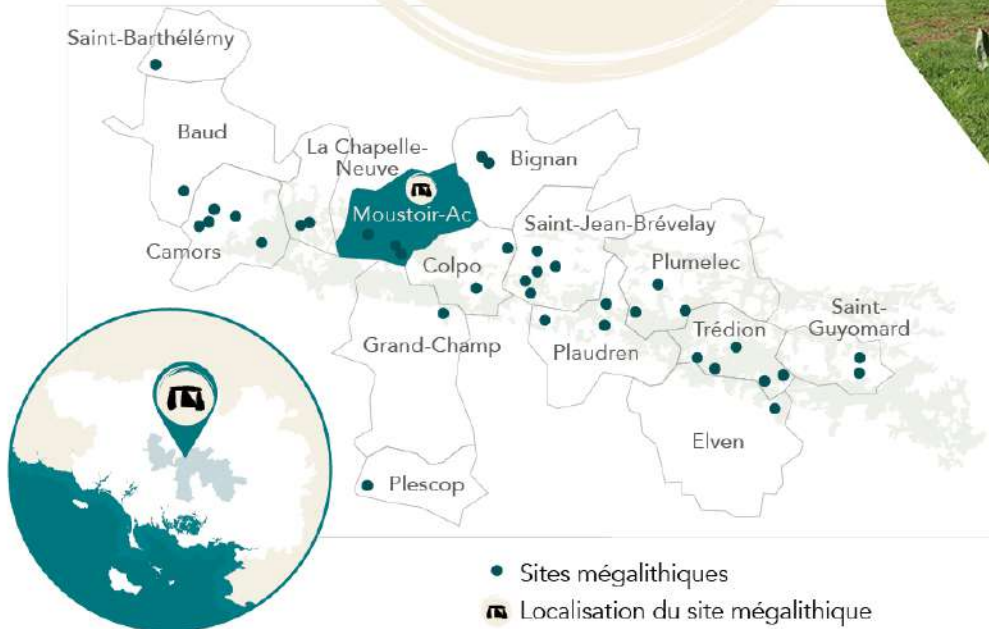 Saint-Barthélémy
Baud
La Chapelle-
Neuve
Bignan
Moustoir-Ac
Saint-Jean-Brévelay
Camors
Colpo
Plumelec
Saint-
Guyomard
Trédion
Grand-Champ
Plaudren
Elven
Plescop
Sites mégalithiques
Localisation du site mégalithique